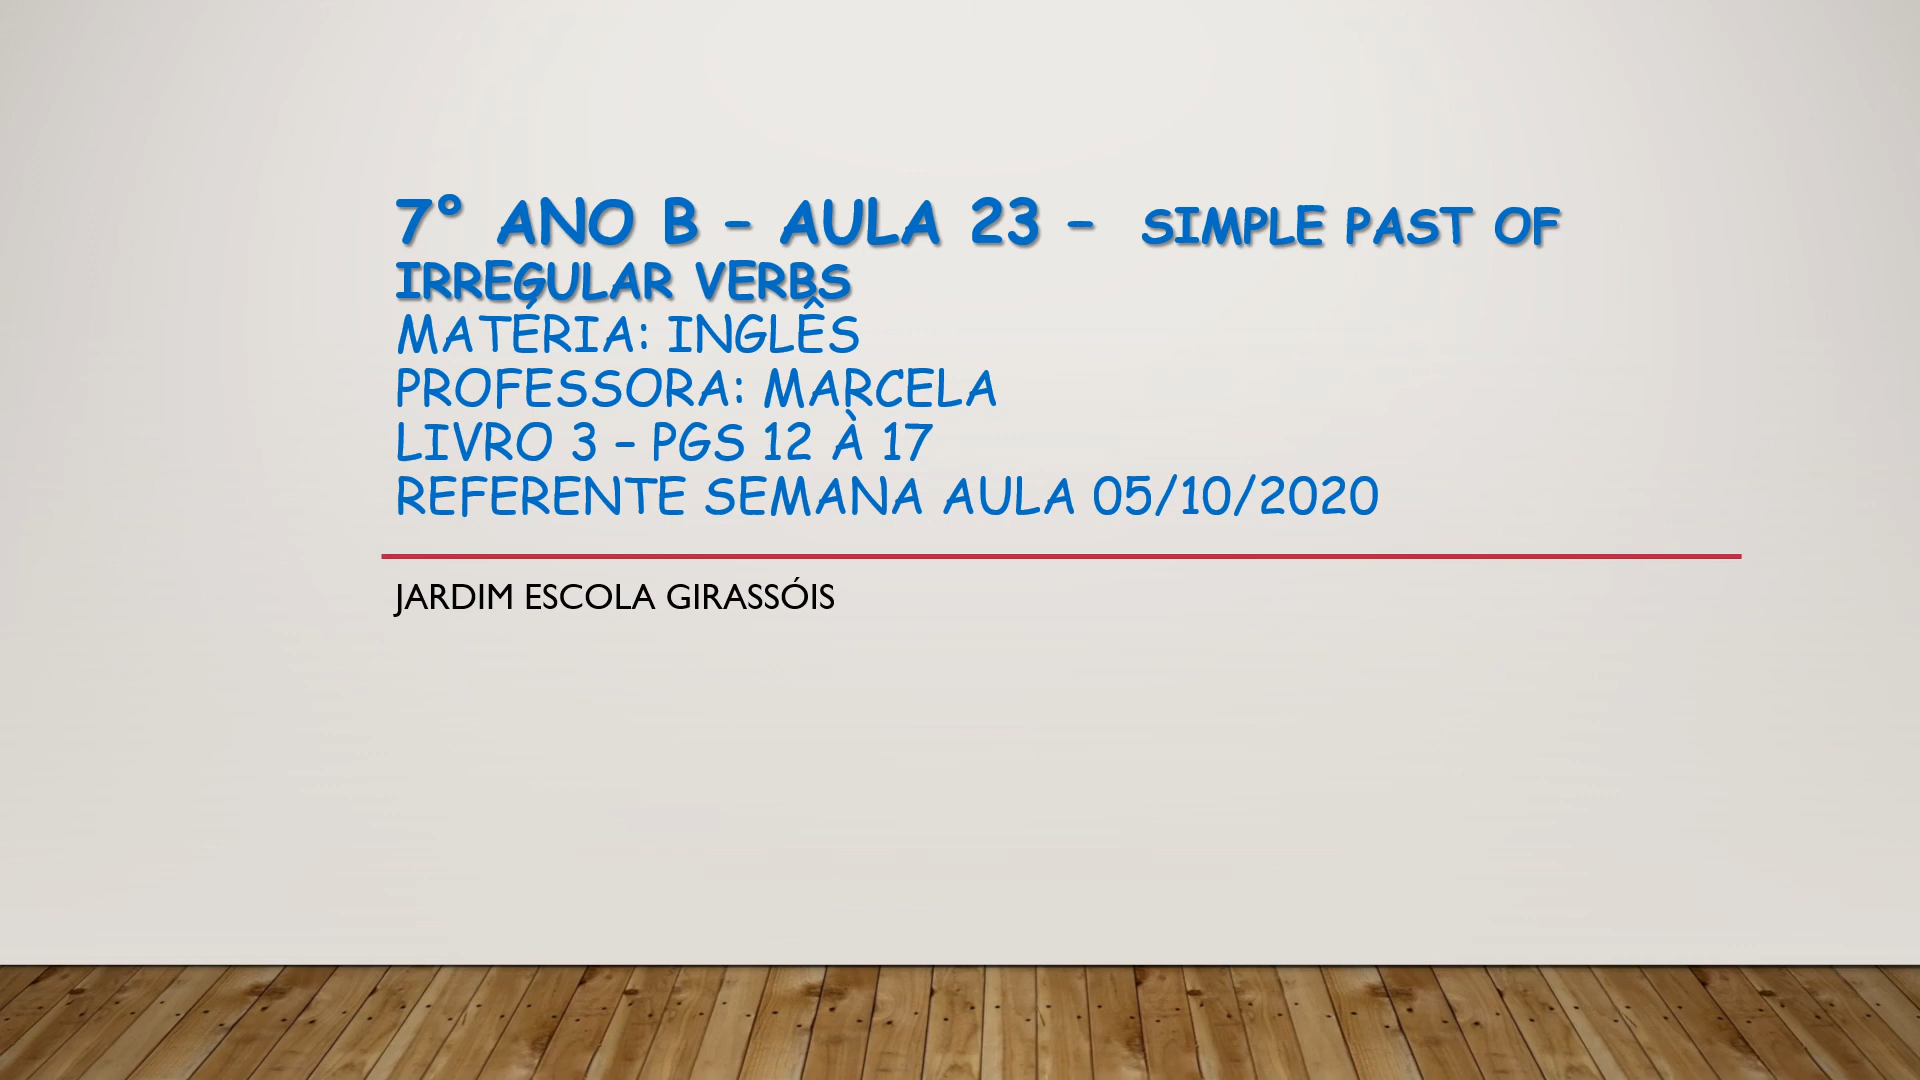 7° ANO B – AULA 23 – SIMPLE PAST OF
IRREGULAR VERBS
MATÉRIA: INGLÊS
PROFESSORA: MARCELA
LIVRO 3 – PGS 12 À 17
REFERENTE SEMANA AULA 05/10/2020
JARDIM ESCOLA GIRASSÓIS